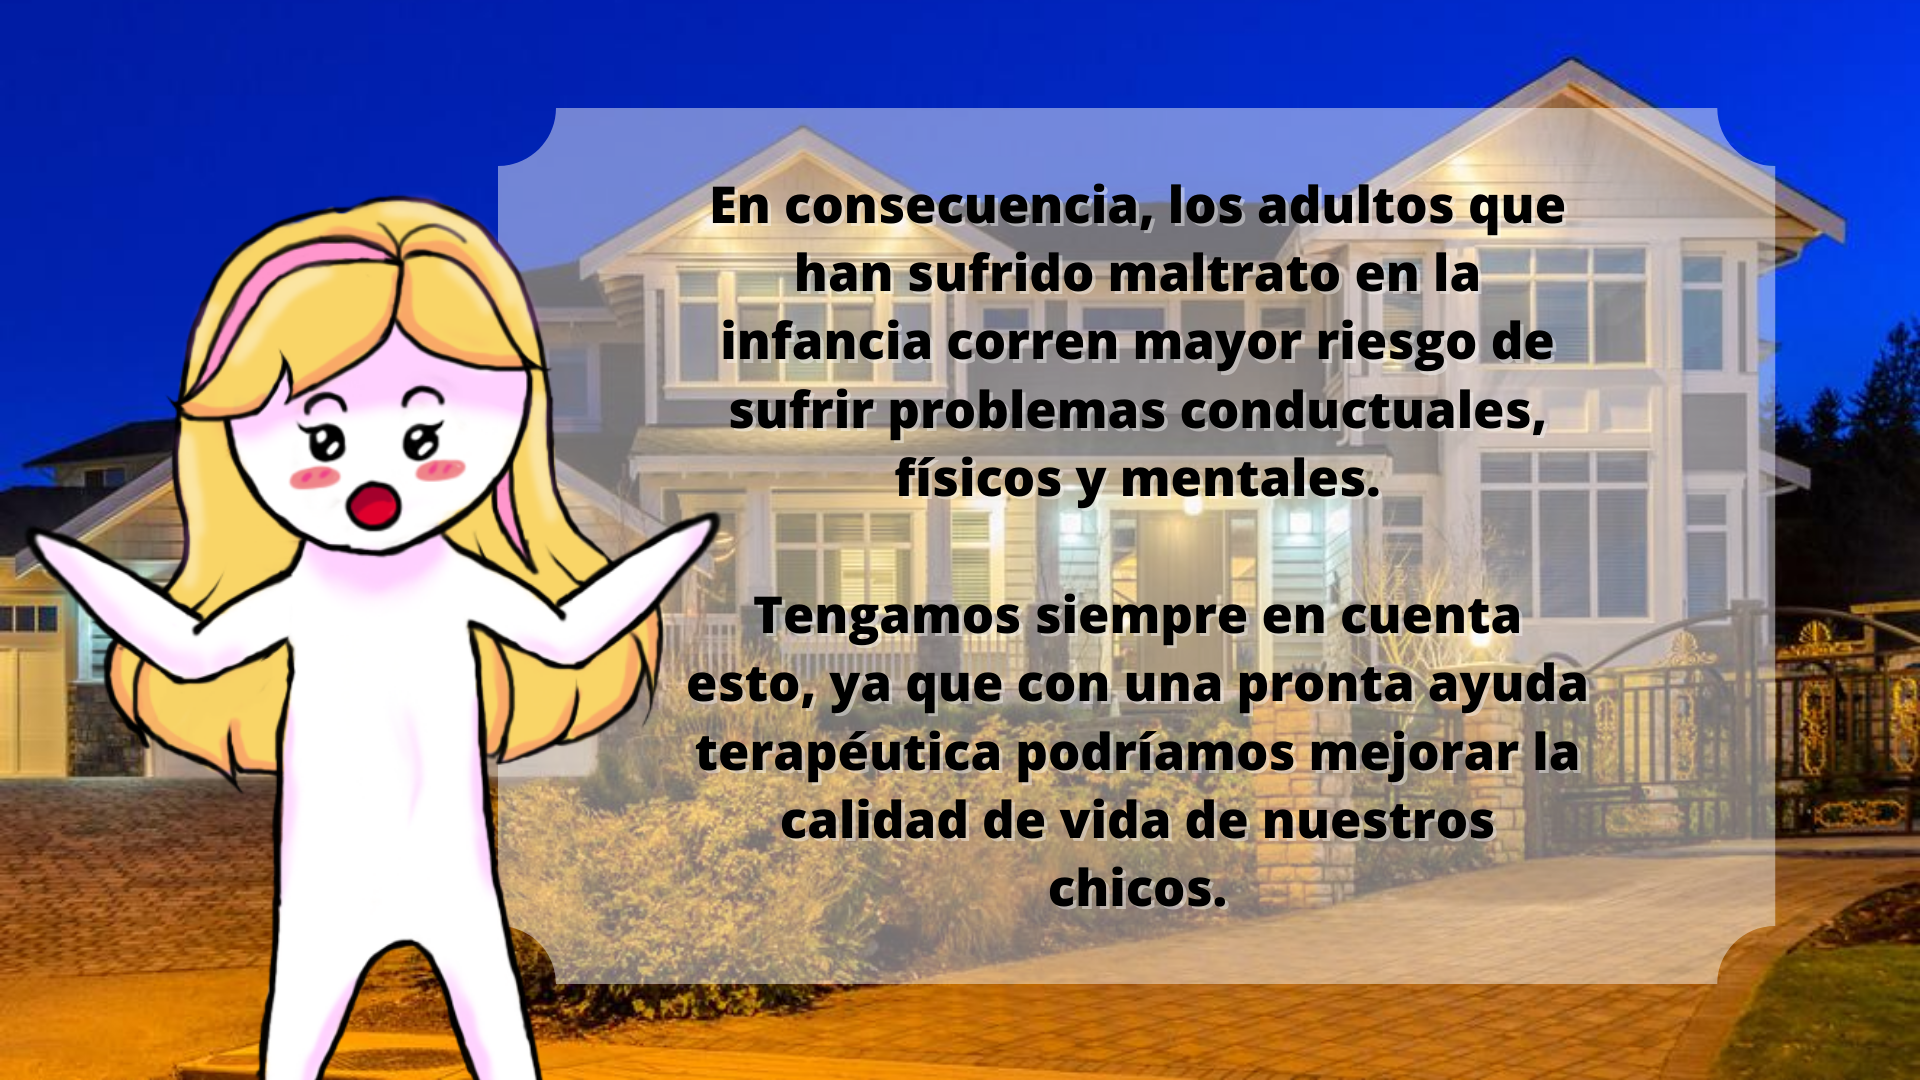 En consecuencia, los adultos que
han sufrido maltrato en la
infancia corren mayor riesgo de
sufrir problemas conductuales,
físicos y mentales.
Tengamos siempre en cuenta
esto, ya que con una pronta ayuda
terapéutica podríamos mejorar la
calidad de vida de nuestros
chicos.